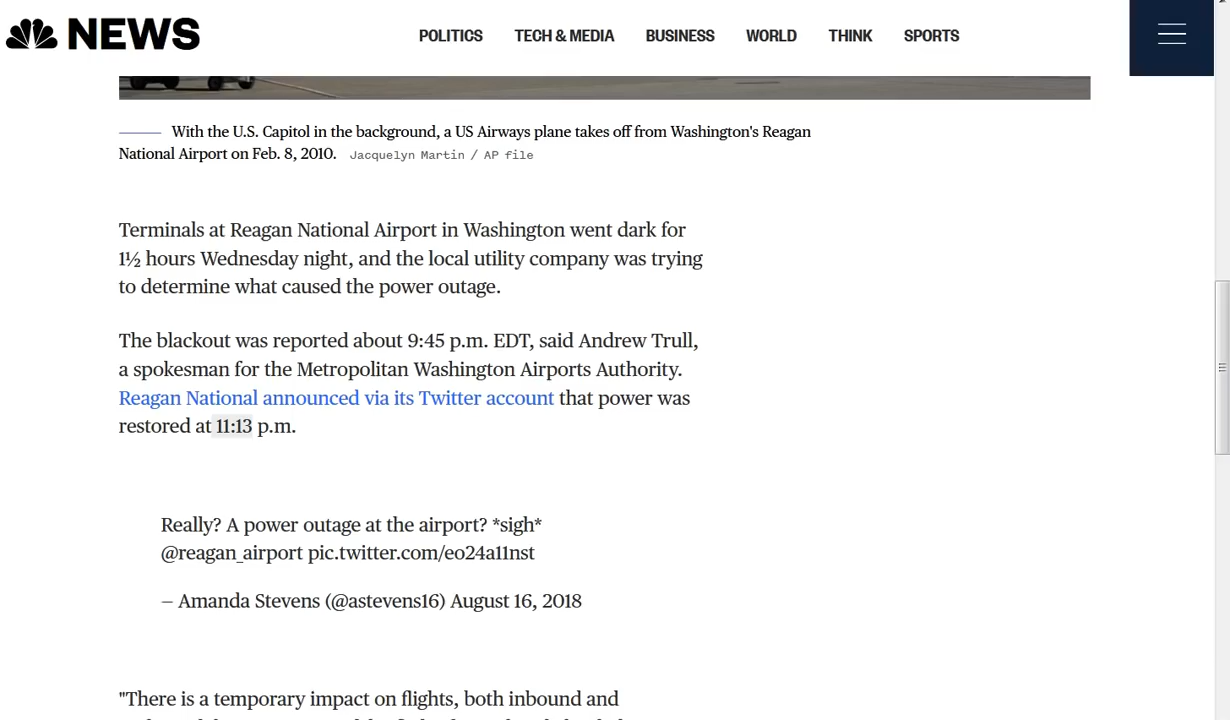 NEWS
POLITICS TECH & MEDIA BUSINESS WORLD THINK SPORTS
With the U.S. Capitol in the background, a US Airways plane takes off from Washington's Reagan
National Airport on Feb. 8, 2010. Jacquelyn Martin / AP file
Terminals at Reagan National Airport in Washington went dark for
1½ hours Wednesday night, and the local utility company was trying
to determine what caused the power outage.
The blackout was reported about 9:45 p.m. EDT, said Andrew Trull,
a spokesman for the Metropolitan Washington Airports Authority.
Reagan National announced via its Twitter account that power was
restored at 11:13 p.m.
Really? A power outage at the airport? *sigh*
@reagan_airport pic.twitter.com/eo24a11nst
— Amanda Stevens (@astevens16) August 16, 2018
"There is a temporary impact on flights, both inbound and